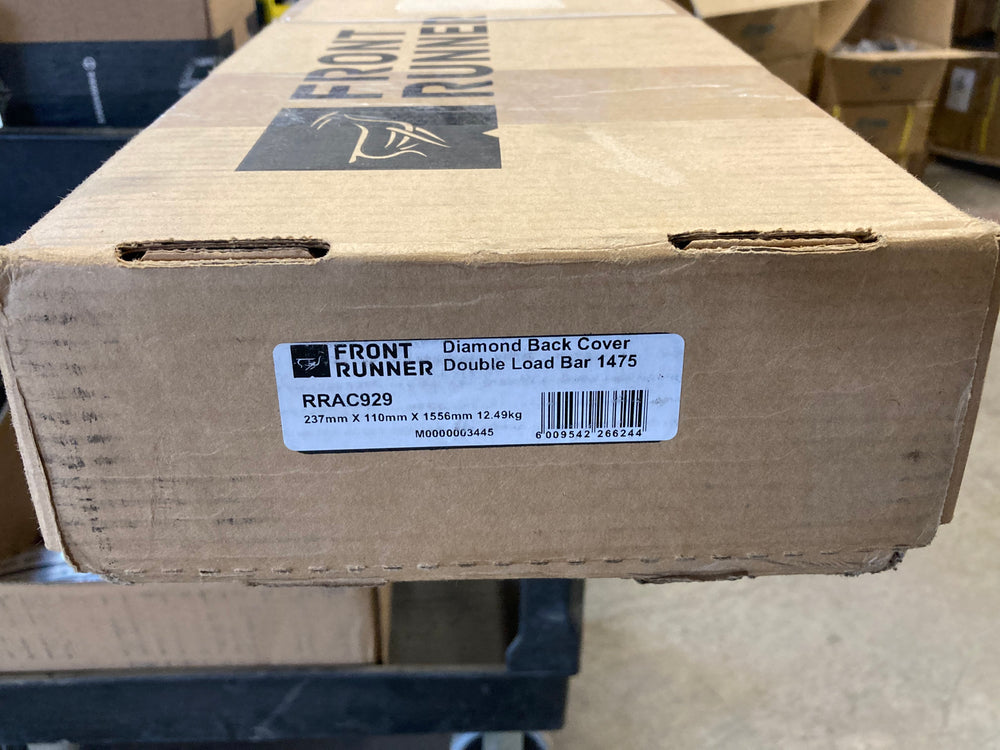 FRONT
RUNNER
FRONT
RUNNER
Diamond Back Cover
Double Load Bar 1475
RRAC929
237mm X 110mm X 1556mm 12.49kg
M0000003445
6 009542 266244